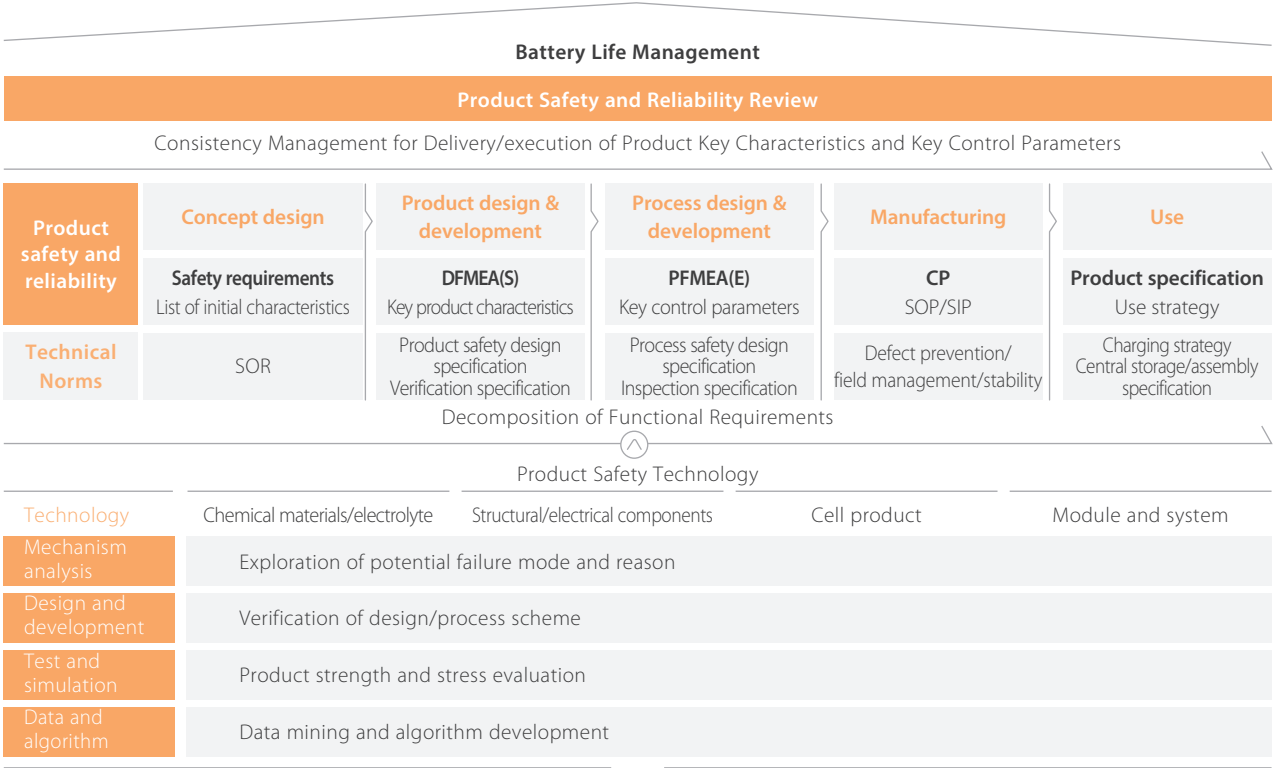 Battery Life Management
Product Safety and Reliability Review
Consistency Management for Delivery/execution of Product Key Characteristics and Key Control Parameters
Product
safety and
reliability
Concept design
Product design &
development
Process design &
development
Manufacturing
Use
Safety requirements
List of initial characteristics
DFMEA(S)
Key product characteristics
PFMEA(E)
Key control parameters
CP
SOP/SIP
Product specification
Use strategy
Technical
Norms
SOR
Product safety design
specification
Verification specification
Process safety design
specification
Inspection specification
Defect prevention/
field management/stability
Charging strategy
Central storage/assembly
specification
Decomposition of Functional Requirements
Product Safety Technology
Technology
Chemical materials/electrolyte
Structural/electrical components
Cell product
Module and system
Mechanism
analysis
Exploration of potential failure mode and reason
Design and
development
Verification of design/process scheme
Test and
simulation
Product strength and stress evaluation
Data and
algorithm
Data mining and algorithm development